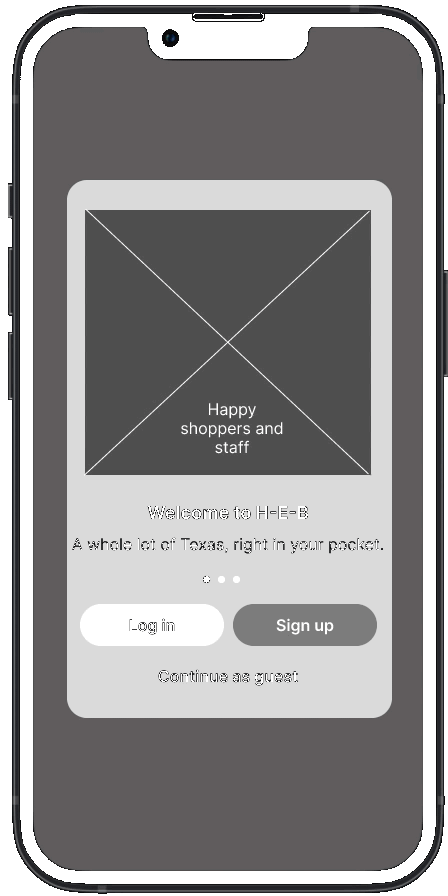 Happy
shoppers and
staff
Welcome to H-E-B
A whole lot of Texas, right in your pocket.
Log in
Sign up
Continue as guest